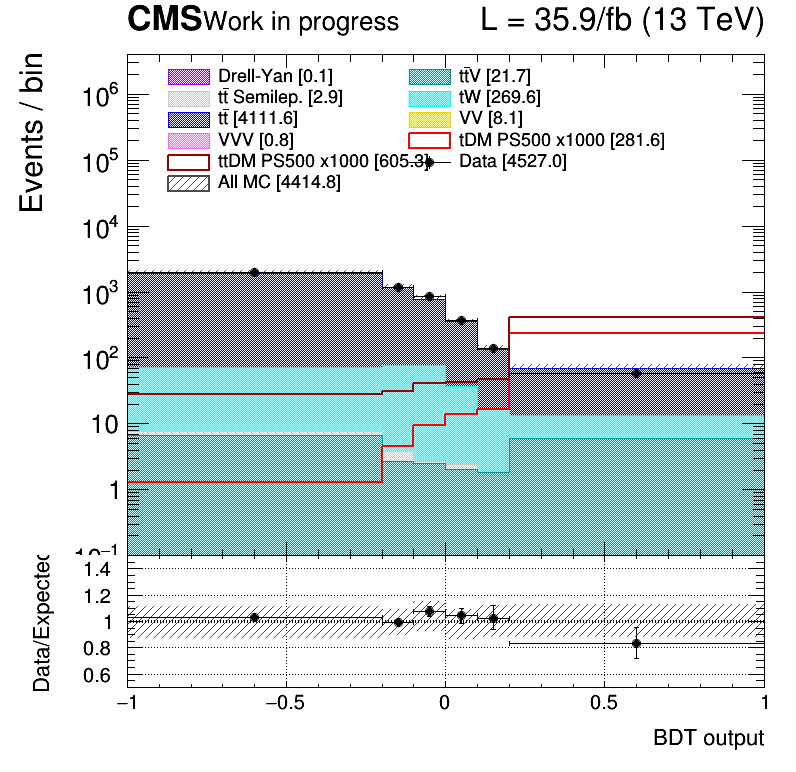 CMS Work in progress L = 35.9/fb (13 TeV)
Events / bin
Drell-Yan [0.1] tt̄V [21.7]
tt̄ Semilep. [2.9] tW [269.6]
tt̄ [4111.6] VV [8.1]
VVV [0.8] tDM PS500 x1000 [281.6]
ttDM PS500 x1000 [605.3] Data [4527.0]
All MC [4414.8]
10⁶
10⁵
10⁴
10³
10²
10
1
10⁻¹
Data/Expected
1.4
1.2
1
0.8
0.6
−1 −0.5 0 0.5 1
BDT output